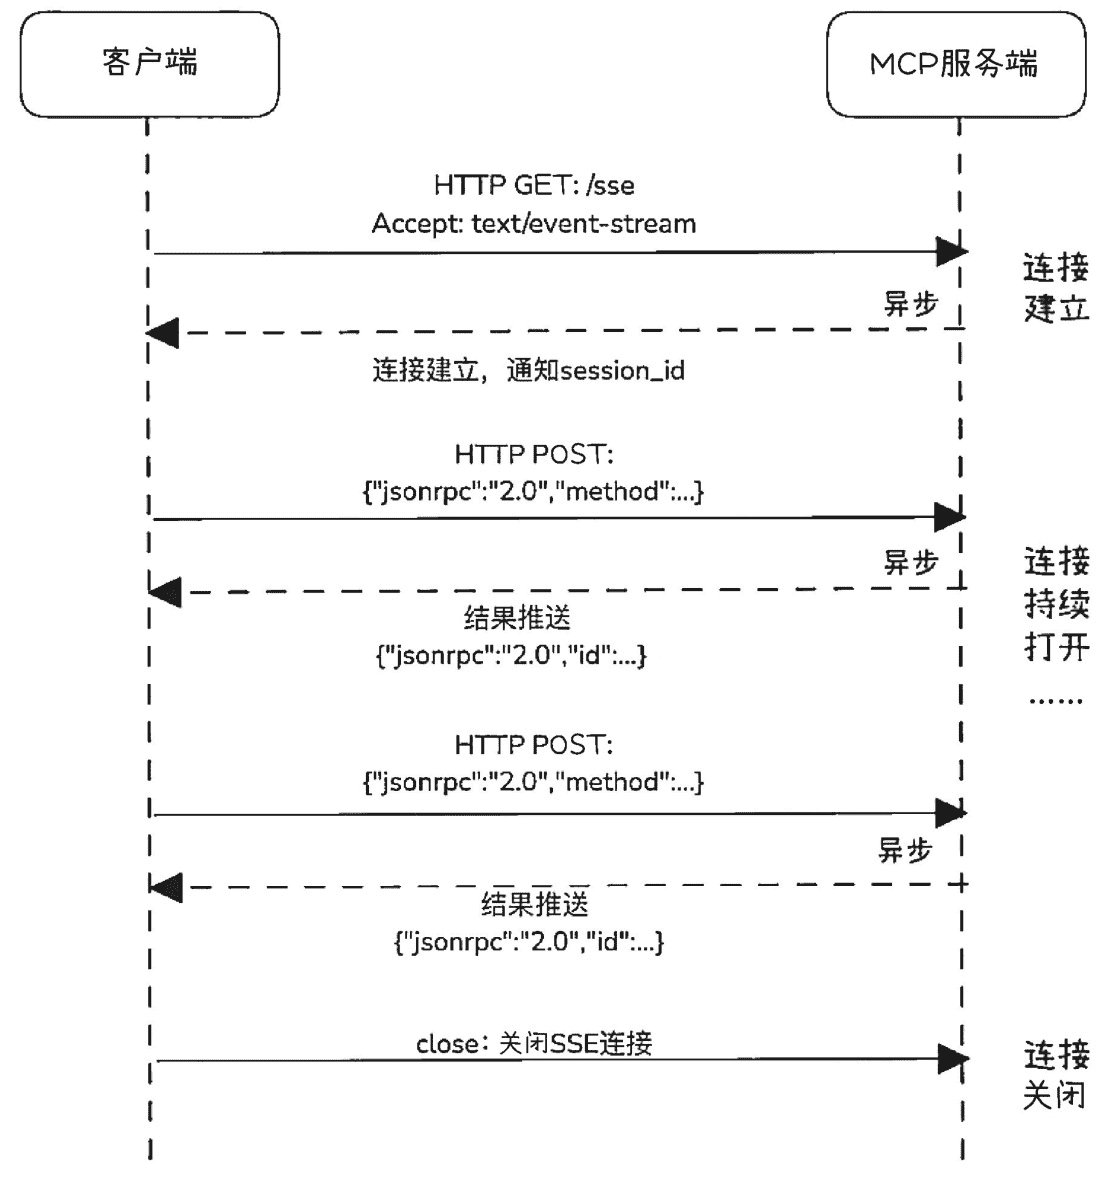 客户端
MCP服务端
HTTP GET: /sse
Accept: text/event-stream
连接
建立
异步
连接建立，通知session_id
HTTP POST:
{"jsonrpc":"2.0","method":...}
异步
连接
持续
打开
……
结果推送
{"jsonrpc":"2.0","id":...}
HTTP POST:
{"jsonrpc":"2.0","method":...}
异步
结果推送
{"jsonrpc":"2.0","id":...}
close：关闭SSE连接
连接
关闭